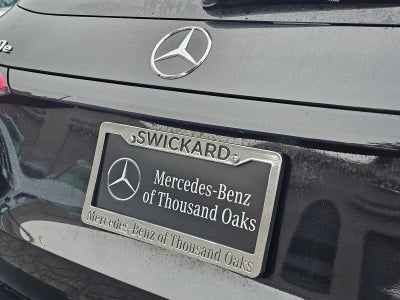 SWICKARD
Mercedes-Benz
of Thousand Oaks
Mercedes-Benz of Thousand Oaks